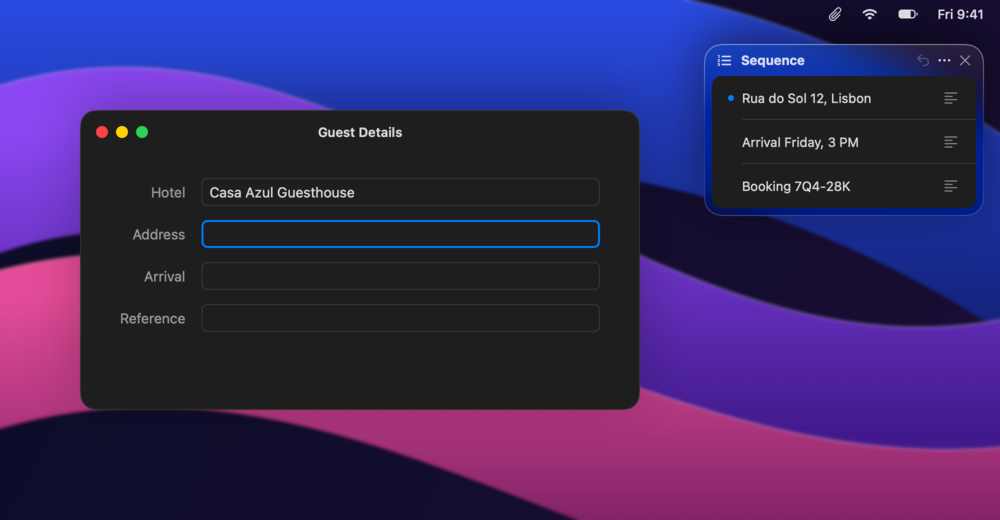 Fri 9:41
Sequence
Rua do Sol 12, Lisbon
Arrival Friday, 3 PM
Booking 7Q4-28K
Guest Details
Hotel
Casa Azul Guesthouse
Address
Arrival
Reference